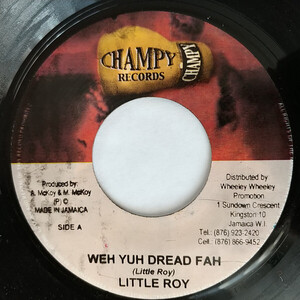 CHAMPY
RECORDS
CHAMPY
Produced by:
A. McKoy & M. McKoy
(P) ©
MADE IN JAMAICA
SIDE A
Distributed by
Wheeley Wheeley
Promotion
1 Sundown Crescent
Kingston 10
Jamaica W.I.
Tel: (876) 923-2420
Cell: (876) 866-9452
WEH YUH DREAD FAH
(Little Roy)
LITTLE ROY